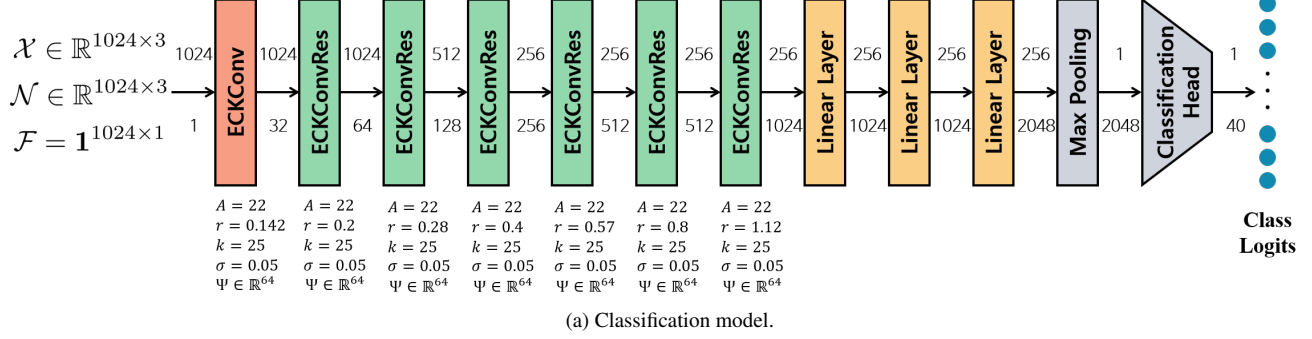 𝒳 ∈ ℝ^{1024×3}
𝒩 ∈ ℝ^{1024×3}
ℱ = 𝟏^{1024×1}
1024 1024 1024 512 256 256 256 256 256 256 256 1 1
1 32 64 128 256 512 512 1024 1024 1024 2048 2048 40
ECKConv
ECKConvRes
ECKConvRes
ECKConvRes
ECKConvRes
ECKConvRes
ECKConvRes
Linear Layer
Linear Layer
Linear Layer
Max Pooling
Classification
Head
A = 22 A = 22 A = 22 A = 22 A = 22 A = 22 A = 22
r = 0.142 r = 0.2 r = 0.28 r = 0.4 r = 0.57 r = 0.8 r = 1.12
k = 25 k = 25 k = 25 k = 25 k = 25 k = 25 k = 25
σ = 0.05 σ = 0.05 σ = 0.05 σ = 0.05 σ = 0.05 σ = 0.05 σ = 0.05
Ψ ∈ ℝ^{64} Ψ ∈ ℝ^{64} Ψ ∈ ℝ^{64} Ψ ∈ ℝ^{64} Ψ ∈ ℝ^{64} Ψ ∈ ℝ^{64} Ψ ∈ ℝ^{64}
Class
Logits
(a) Classification model.